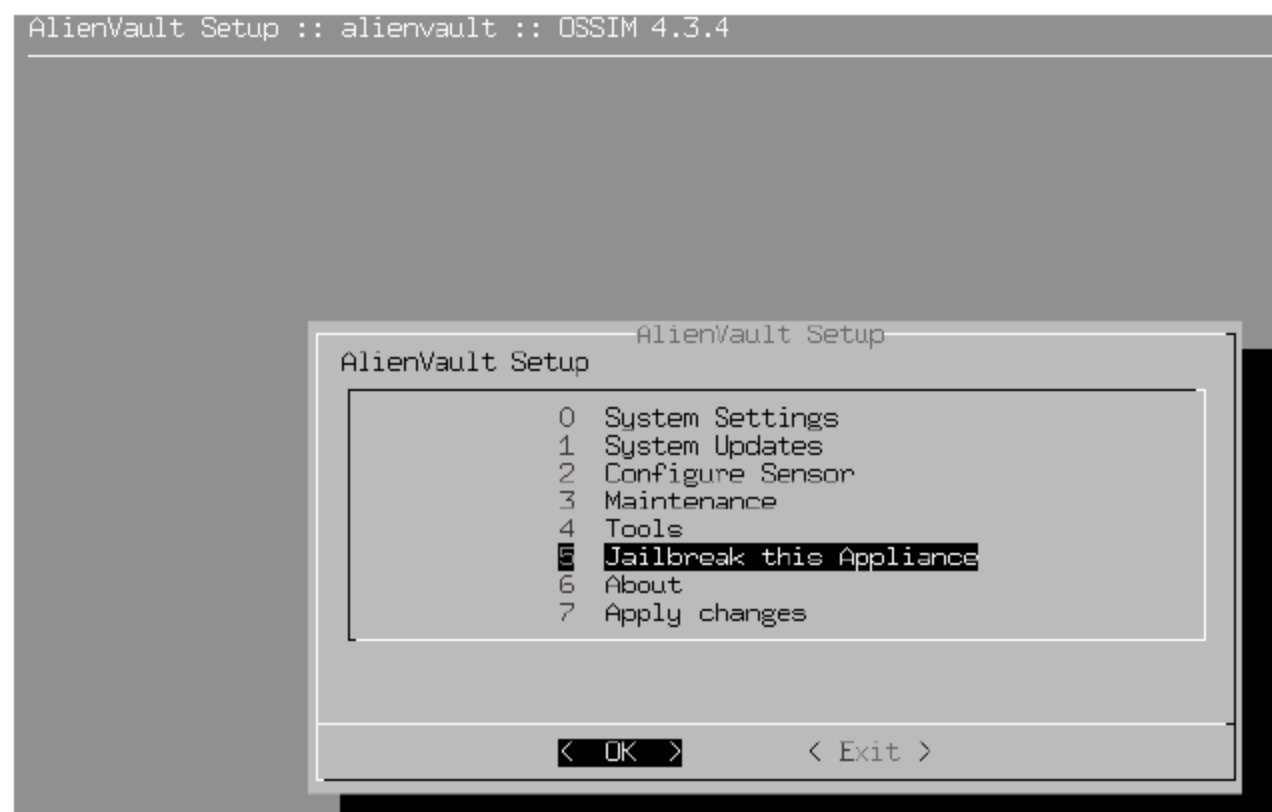 AlienVault Setup :: alienvault :: OSSIM 4.3.4
AlienVault Setup
AlienVault Setup
0 System Settings
1 System Updates
2 Configure Sensor
3 Maintenance
4 Tools
5 Jailbreak this Appliance
6 About
7 Apply changes
< OK > < Exit >